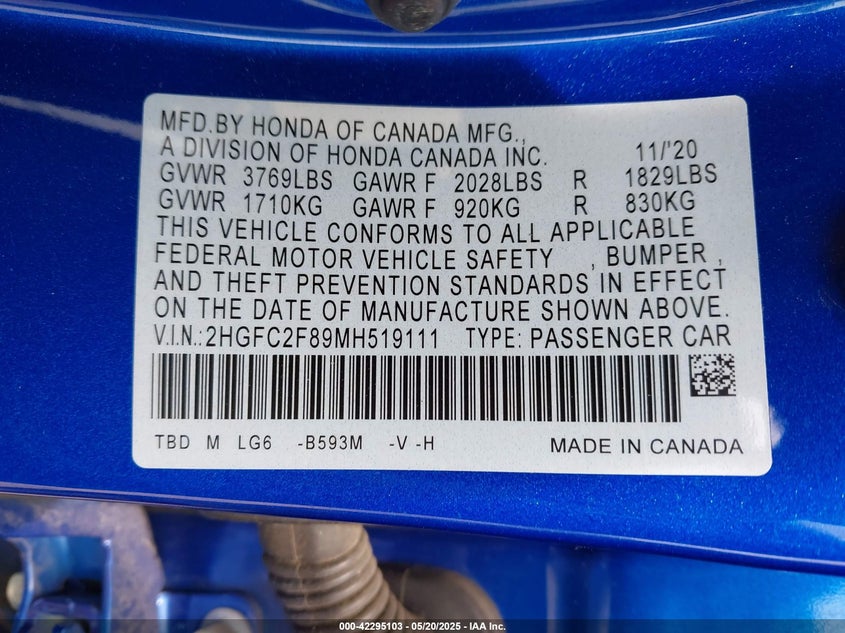 MFD.BY HONDA OF CANADA MFG.,
A DIVISION OF HONDA CANADA INC. 11/'20
GVWR 3769LBS GAWR F 2028LBS R 1829LBS
GVWR 1710KG GAWR F 920KG R 830KG
THIS VEHICLE CONFORMS TO ALL APPLICABLE
FEDERAL MOTOR VEHICLE SAFETY , BUMPER ,
AND THEFT PREVENTION STANDARDS IN EFFECT
ON THE DATE OF MANUFACTURE SHOWN ABOVE.
V.I.N.:2HGFC2F89MH519111 TYPE: PASSENGER CAR
TBD M LG6 -B593M -V -H MADE IN CANADA
000-42295103 - 05/20/2025 - IAA Inc.